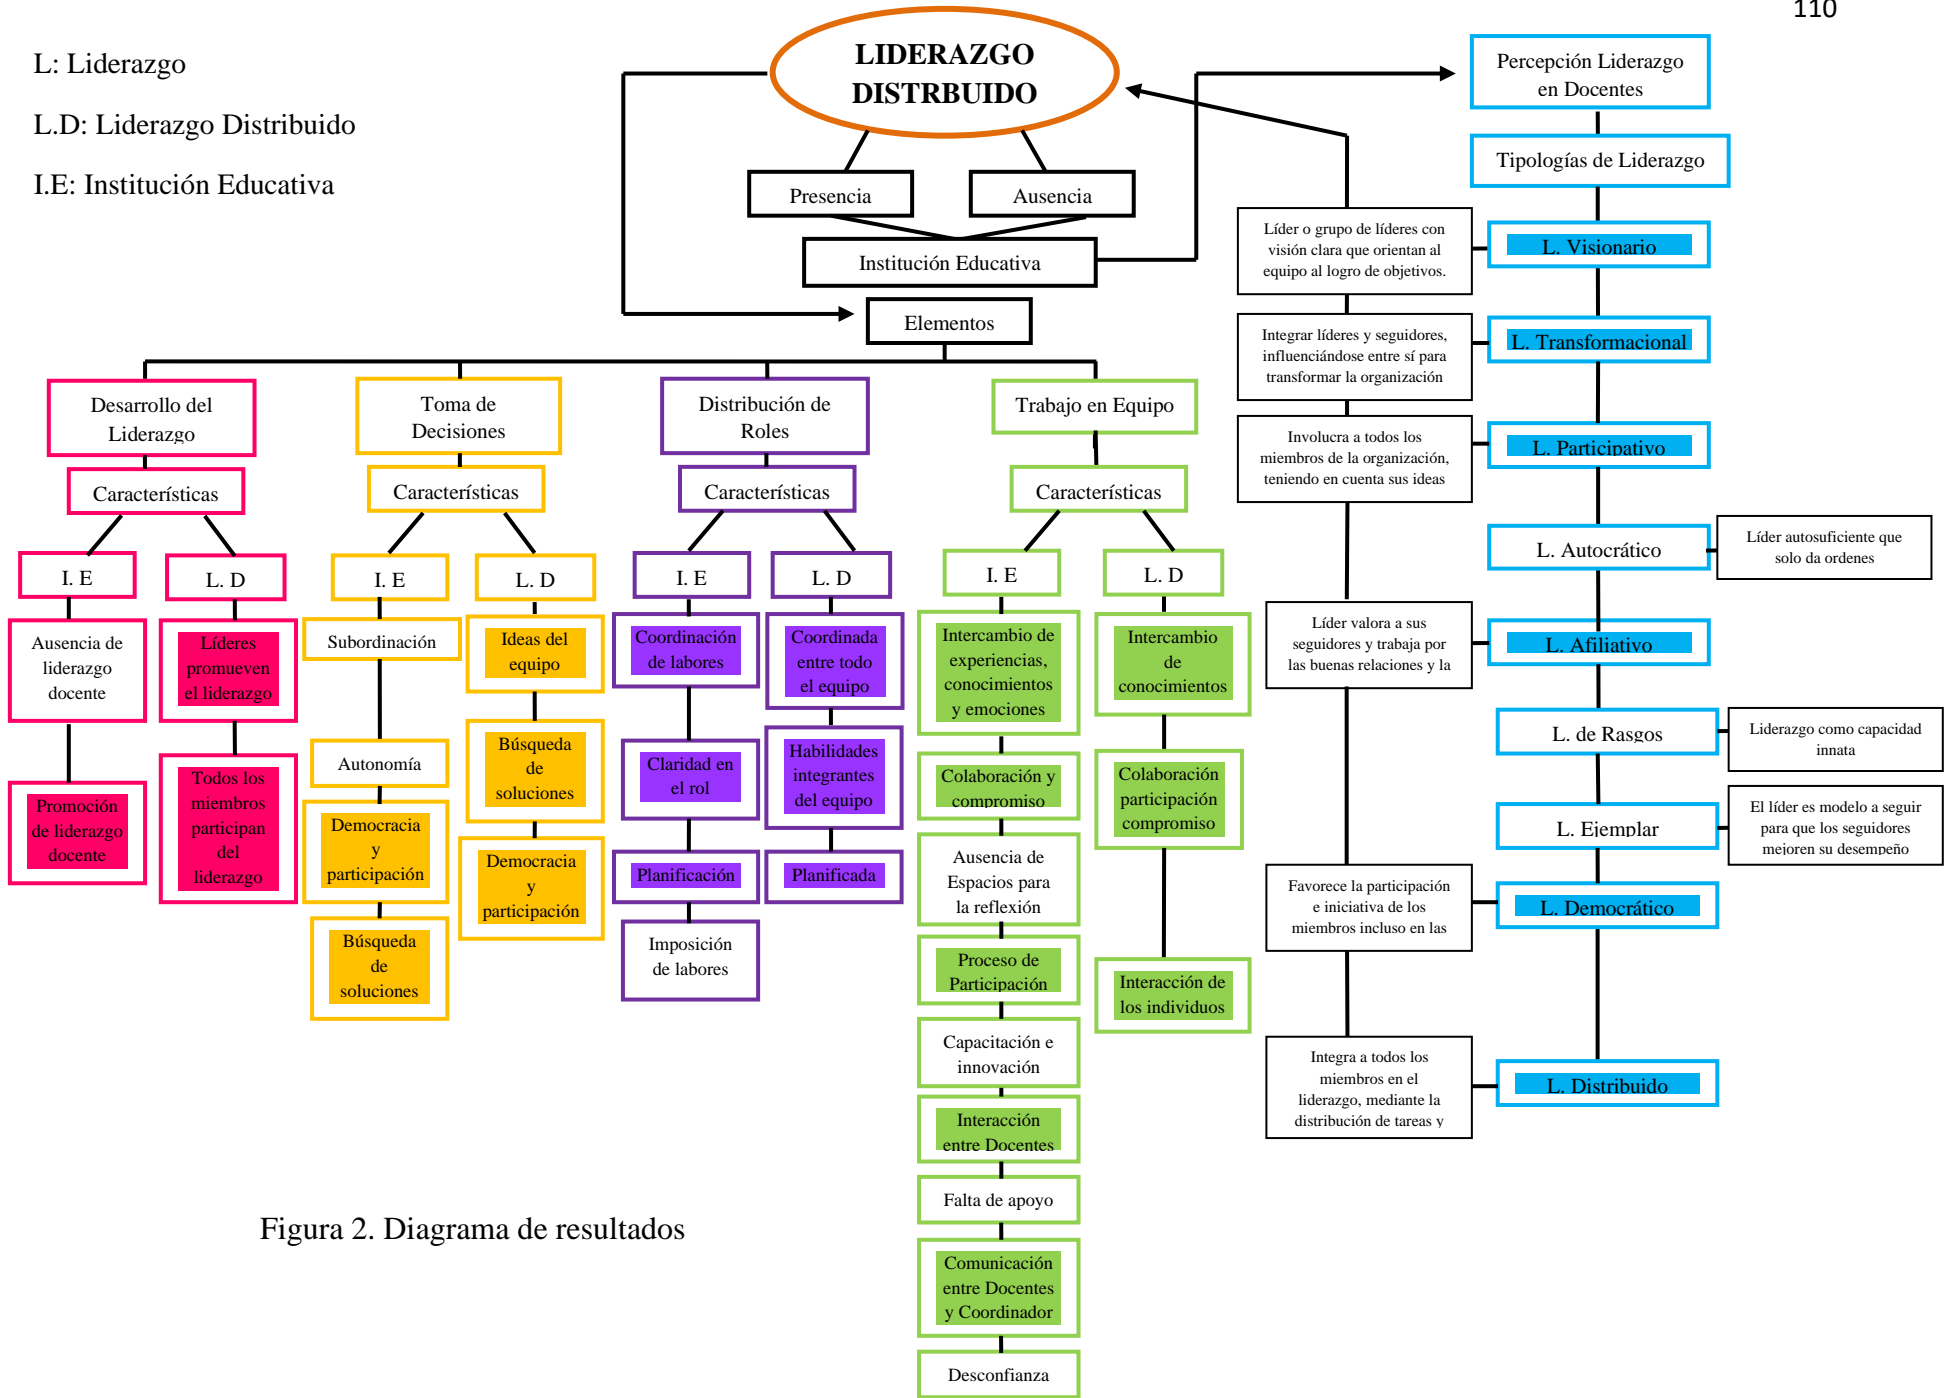 110
L: Liderazgo
L.D: Liderazgo Distribuido
I.E: Institución Educativa
LIDERAZGO
DISTRBUIDO
Presencia
Ausencia
Institución Educativa
Elementos
Desarrollo del
Liderazgo
Características
I. E
Ausencia de
liderazgo
docente
Promoción
de liderazgo
docente
L. D
Líderes
promueven
el liderazgo
Todos los
miembros
participan
del
liderazgo
Toma de
Decisiones
Características
I. E
Subordinación
Autonomía
Democracia
y
participación
Búsqueda
de
soluciones
L. D
Ideas del
equipo
Búsqueda
de
soluciones
Democracia
y
participación
Distribución de
Roles
Características
I. E
Coordinación
de labores
Claridad en
el rol
Planificación
Imposición
de labores
L. D
Coordinada
entre todo
el equipo
Habilidades
integrantes
del equipo
Planificada
Trabajo en Equipo
Características
I. E
Intercambio de
experiencias,
conocimientos
y emociones
Colaboración y
compromiso
Ausencia de
Espacios para
la reflexión
Proceso de
Participación
Capacitación e
innovación
Interacción
entre Docentes
Falta de apoyo
Comunicación
entre Docentes
y Coordinador
Desconfianza
L. D
Intercambio
de
conocimientos
Colaboración
participación
compromiso
Interacción de
los individuos
Percepción Liderazgo
en Docentes
Tipologías de Liderazgo
Líder o grupo de líderes con
visión clara que orientan al
equipo al logro de objetivos.
L. Visionario
Integrar líderes y seguidores,
influenciándose entre sí para
transformar la organización
L. Transformacional
Involucra a todos los
miembros de la organización,
teniendo en cuenta sus ideas
L. Participativo
L. Autocrático
Líder autosuficiente que
solo da ordenes
Líder valora a sus
seguidores y trabaja por
las buenas relaciones y la
L. Afiliativo
L. de Rasgos
Liderazgo como capacidad
innata
L. Ejemplar
El líder es modelo a seguir
para que los seguidores
mejoren su desempeño
Favorece la participación
e iniciativa de los
miembros incluso en las
L. Democrático
Integra a todos los
miembros en el
liderazgo, mediante la
distribución de tareas y
L. Distribuido
Figura 2. Diagrama de resultados